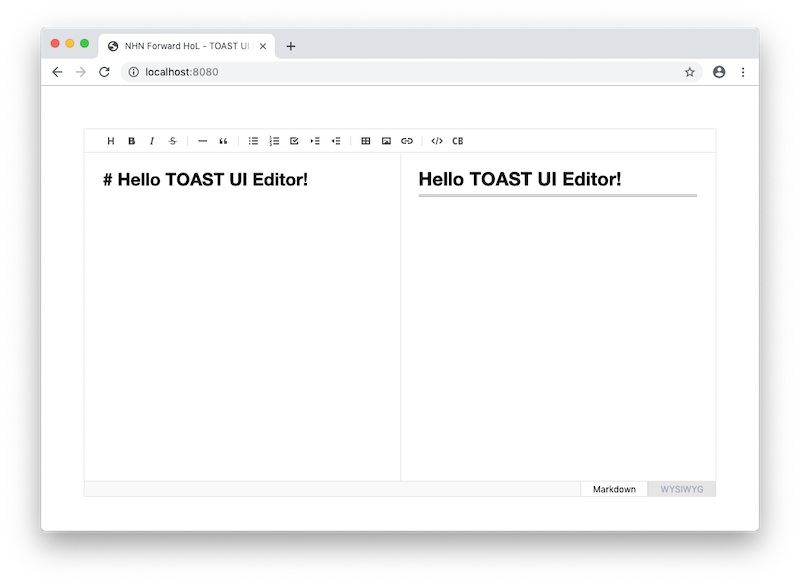 NHN Forward HoL - TOAST UI
localhost:8080
H B I S
CB
# Hello TOAST UI Editor!
Hello TOAST UI Editor!
Markdown WYSIWYG